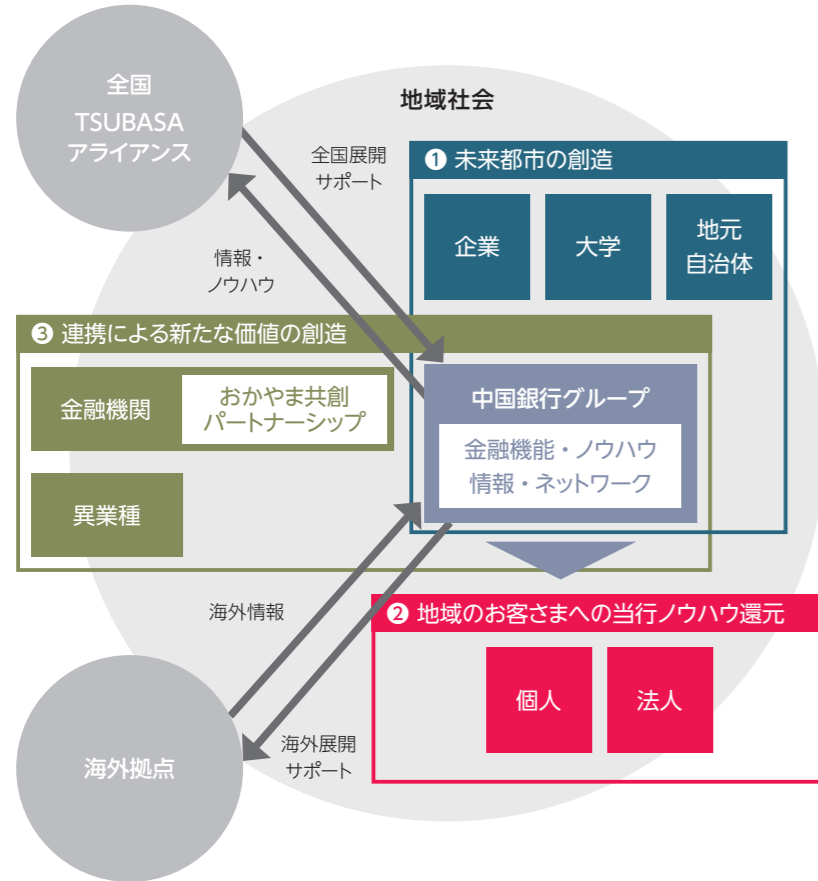 全国
TSUBASA
アライアンス
地域社会
全国展開
サポート
❶ 未来都市の創造
企業
大学
地元
自治体
情報・
ノウハウ
❸ 連携による新たな価値の創造
金融機関
おかやま共創
パートナーシップ
異業種
中国銀行グループ
金融機能・ノウハウ
情報・ネットワーク
海外情報
❷ 地域のお客さまへの当行ノウハウ還元
個人
法人
海外拠点
海外展開
サポート